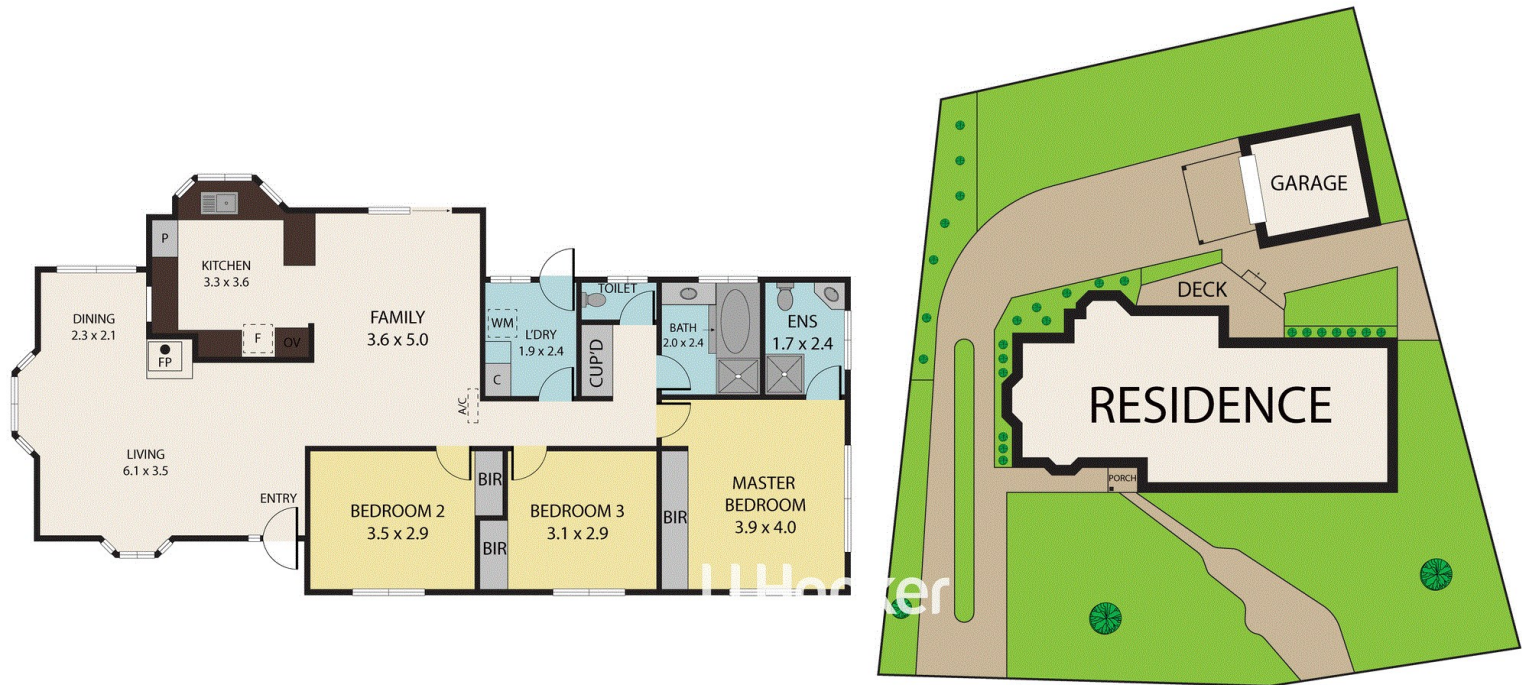 P
KITCHEN
3.3 x 3.6
DINING
2.3 x 2.1
FP
F
OV
FAMILY
3.6 x 5.0
A/C
LIVING
6.1 x 3.5
ENTRY
WM
L'DRY
1.9 x 2.4
C
TOILET
CUP'D
BATH
2.0 x 2.4
ENS
1.7 x 2.4
BEDROOM 2
3.5 x 2.9
BIR
BIR
BEDROOM 3
3.1 x 2.9
BIR
MASTER
BEDROOM
3.9 x 4.0
GARAGE
DECK
RESIDENCE
PORCH